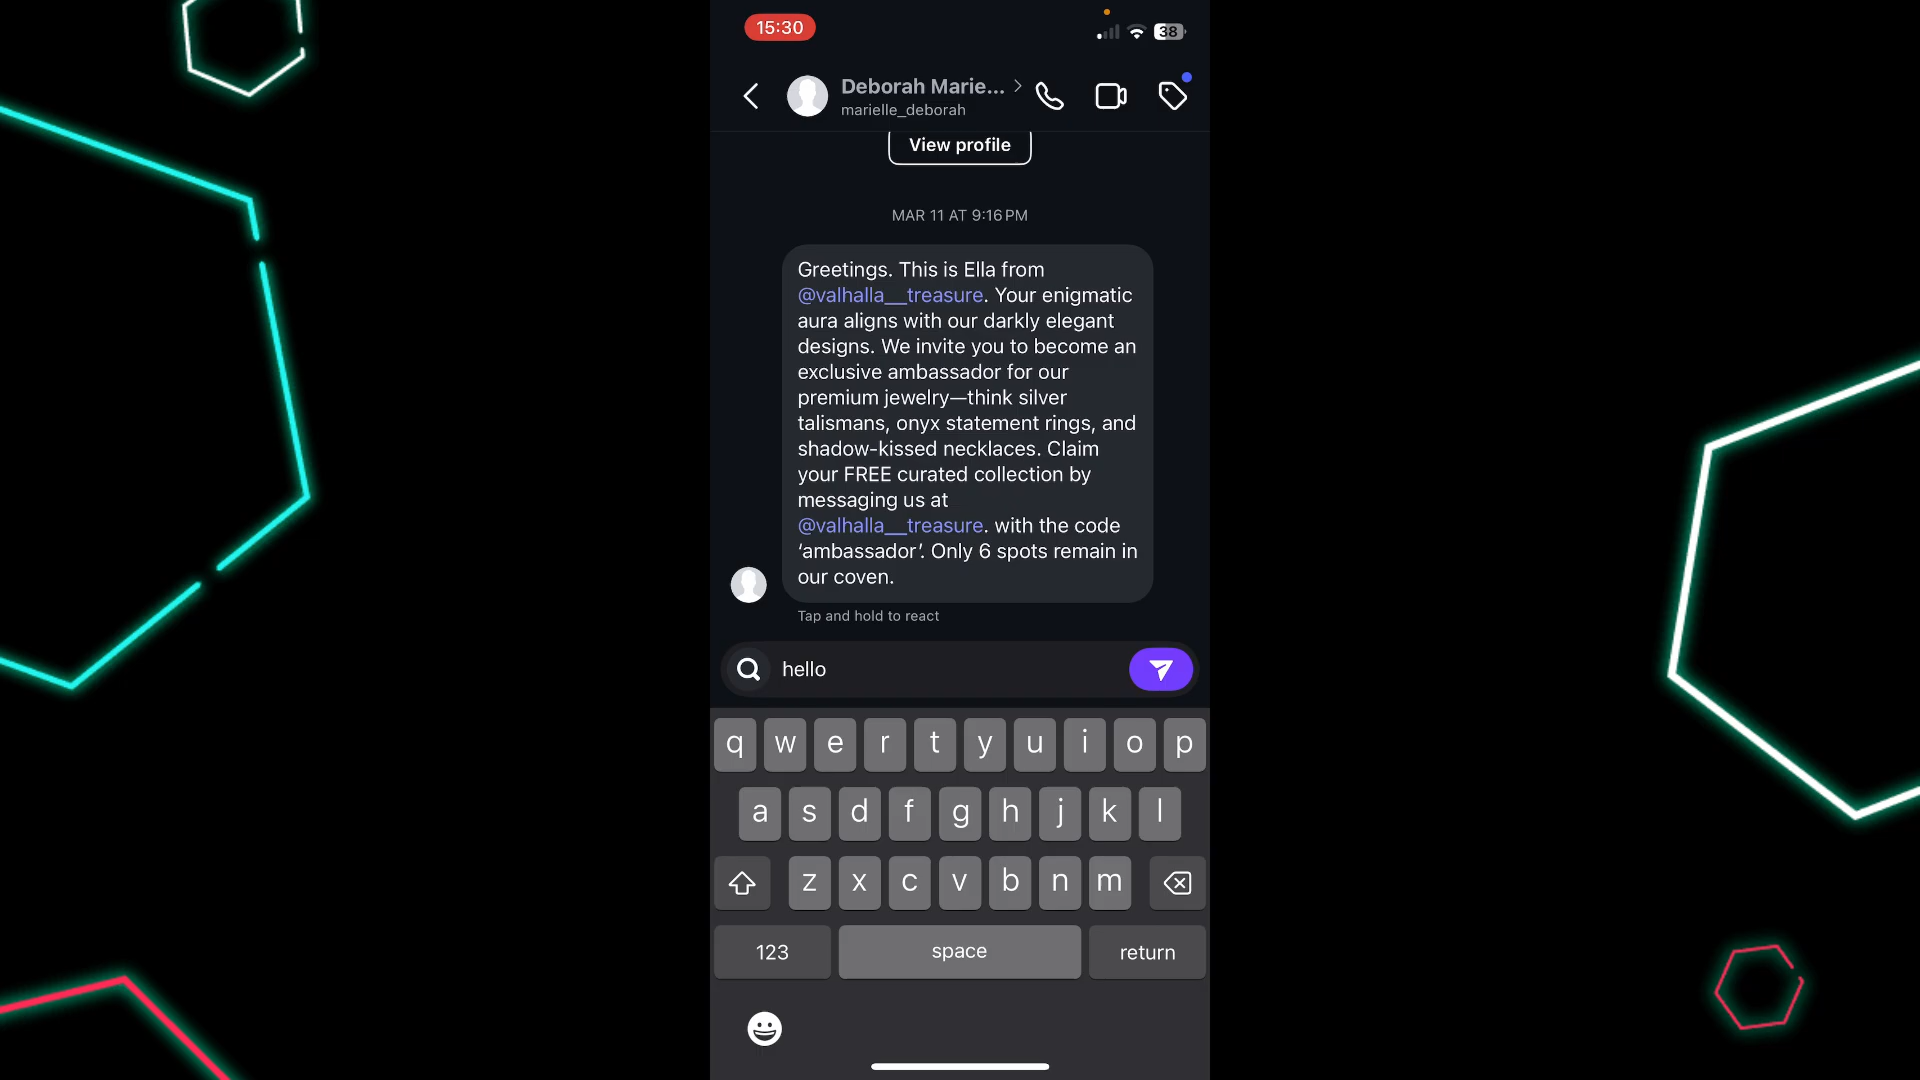 15:30
38
Deborah Marie...
marielle_deborah
View profile
MAR 11 AT 9:16 PM
Greetings. This is Ella from
@valhalla__treasure. Your enigmatic
aura aligns with our darkly elegant
designs. We invite you to become an
exclusive ambassador for our
premium jewelry—think silver
talismans, onyx statement rings, and
shadow-kissed necklaces. Claim
your FREE curated collection by
messaging us at
@valhalla__treasure. with the code
‘ambassador’. Only 6 spots remain in
our coven.
Tap and hold to react
hello
q w e r t y u i o p
a s d f g h j k l
z x c v b n m
123 space return